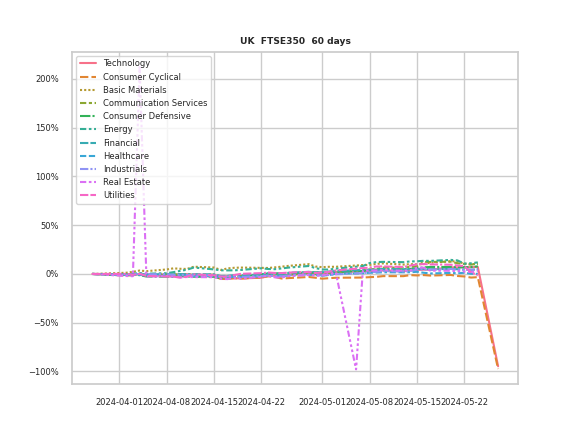 UK  FTSE350  60 days
200%
150%
100%
50%
0%
−50%
−100%
Technology
Consumer Cyclical
Basic Materials
Communication Services
Consumer Defensive
Energy
Financial
Healthcare
Industrials
Real Estate
Utilities
2024-04-01 2024-04-08 2024-04-15 2024-04-22 2024-05-01 2024-05-08 2024-05-15 2024-05-22